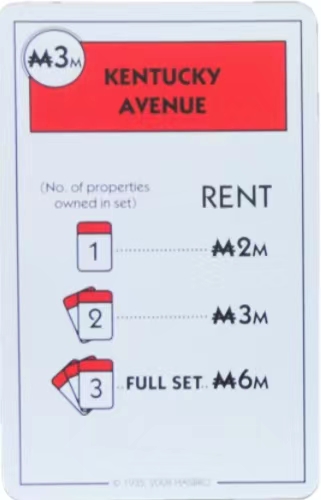 ₩3M
KENTUCKY
AVENUE
(No. of properties
owned in set)
RENT
1 ₩2M
2 ₩3M
3 FULL SET ₩6M
© 1935, 2008 HASBRO